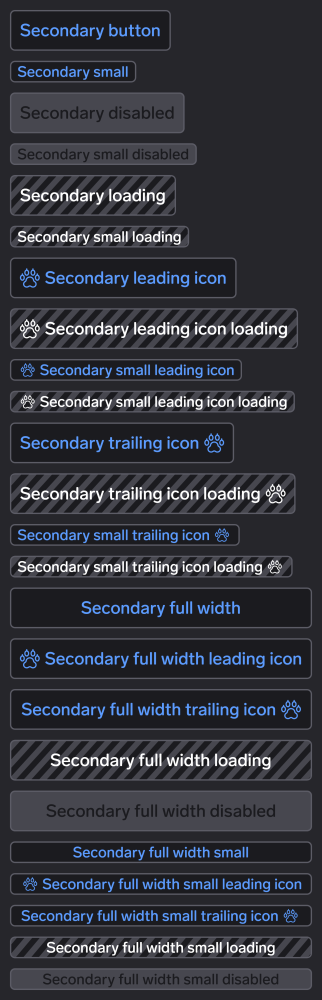 Secondary button
Secondary small
Secondary disabled
Secondary small disabled
Secondary loading
Secondary small loading
Secondary leading icon
Secondary leading icon loading
Secondary small leading icon
Secondary small leading icon loading
Secondary trailing icon
Secondary trailing icon loading
Secondary small trailing icon
Secondary small trailing icon loading
Secondary full width
Secondary full width leading icon
Secondary full width trailing icon
Secondary full width loading
Secondary full width disabled
Secondary full width small
Secondary full width small leading icon
Secondary full width small trailing icon
Secondary full width small loading
Secondary full width small disabled